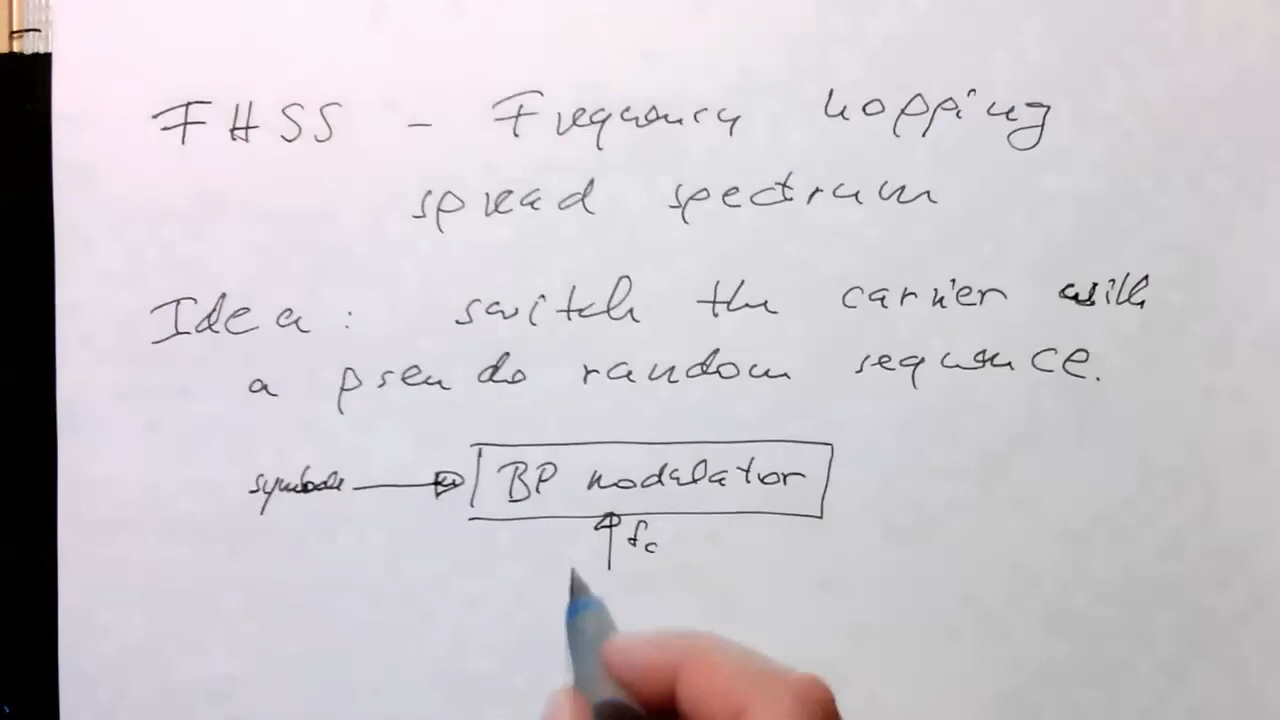 FHSS - Frequency hopping
spread spectrum
Idea: switch the carrier with
a pseudo random sequence.
symbols BP modulator
fc